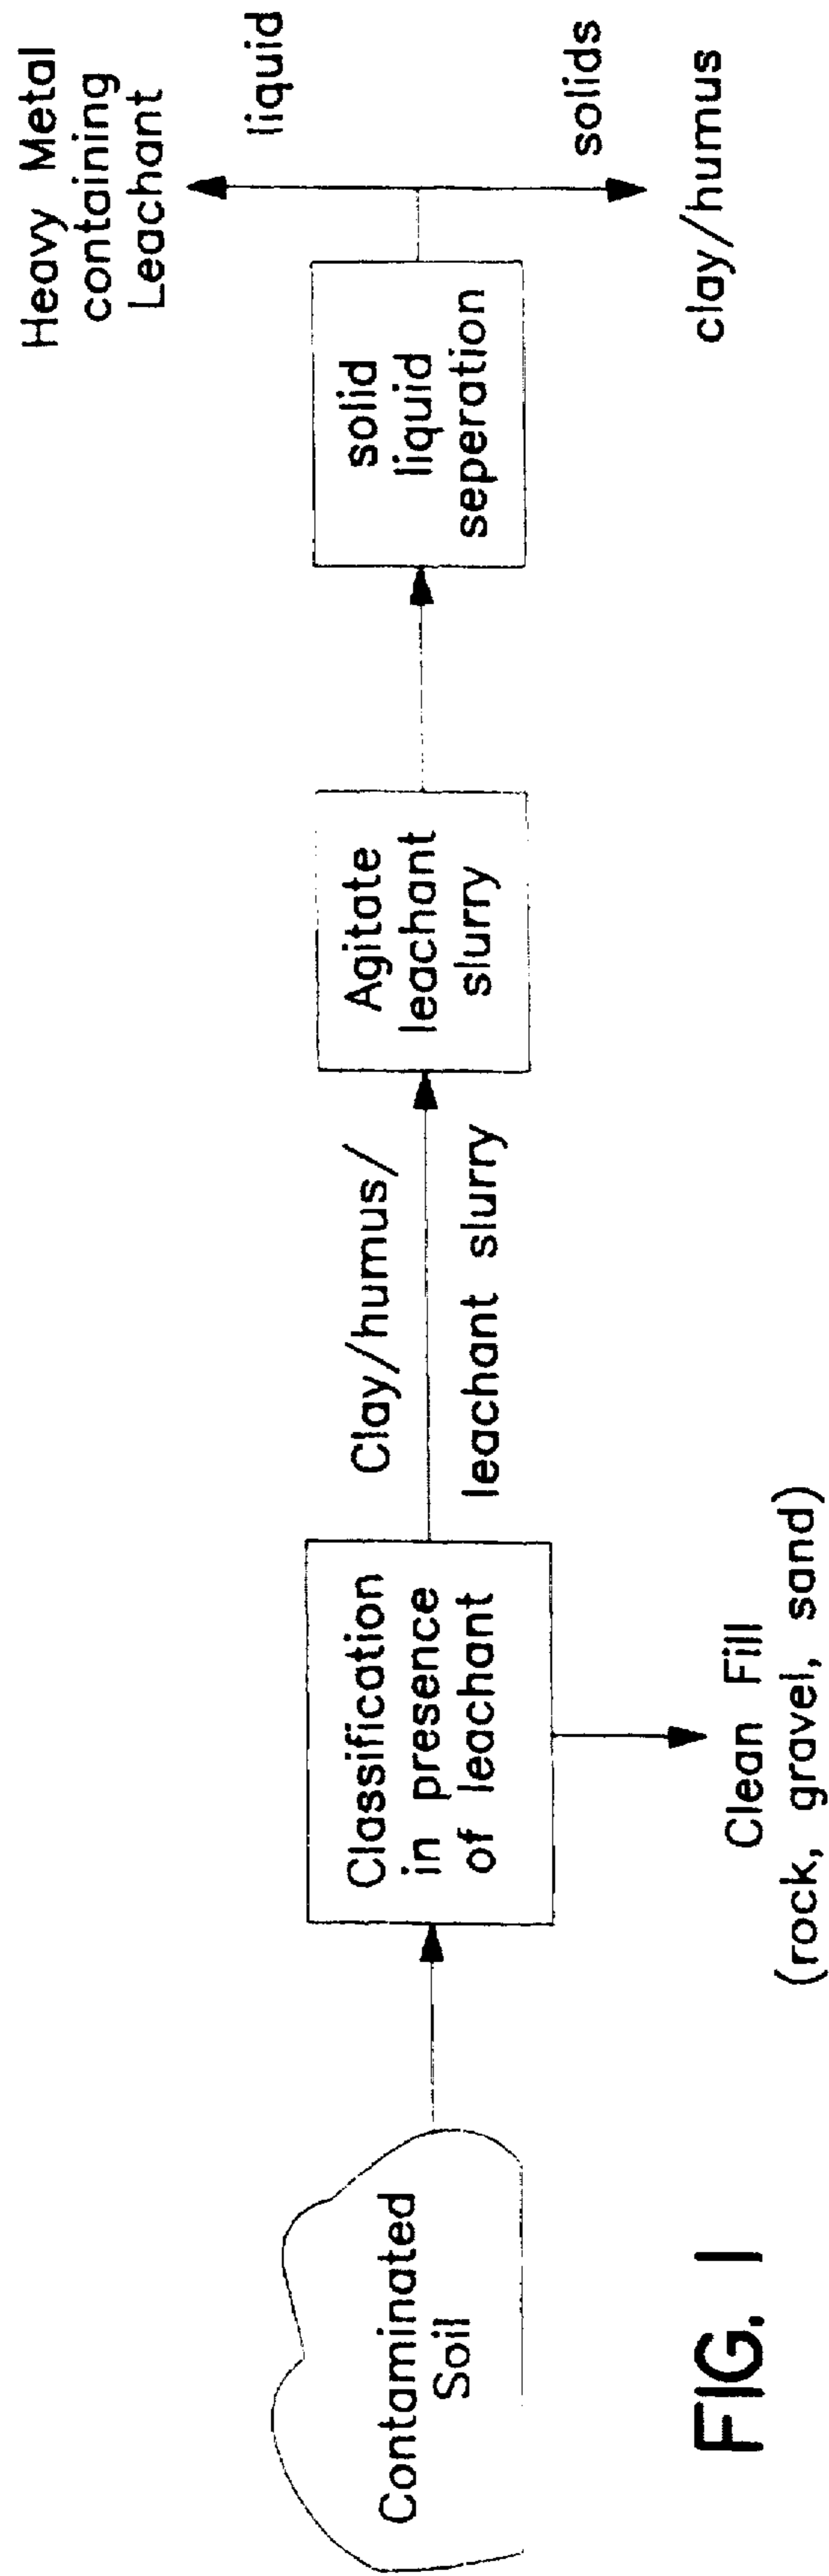 Contaminated
Soil
Classification
in presence
of leachant
Clean Fill
(rock, gravel, sand)
Clay/humus/
leachant slurry
Agitate
leachant
slurry
solid
liquid
seperation
Heavy Metal
containing
Leachant
liquid
solids
clay/humus
FIG. 1